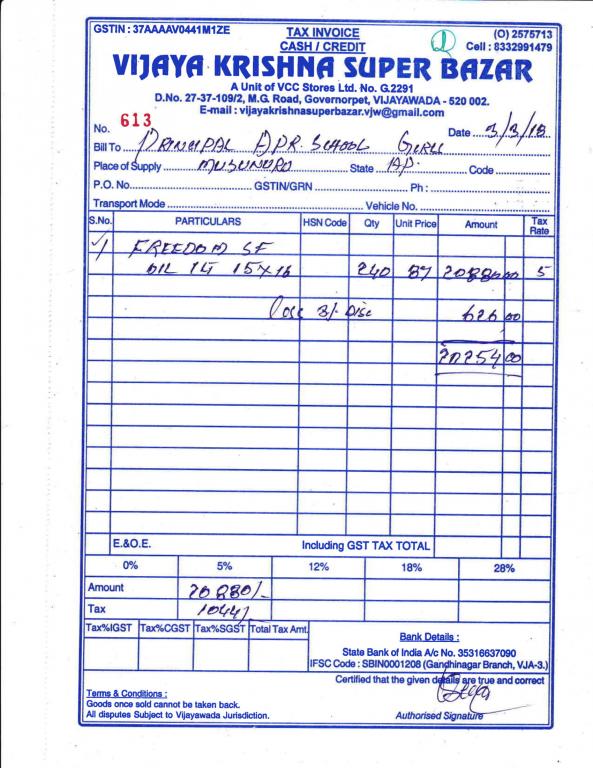 GSTIN : 37AAAAV0441M1ZE TAX INVOICE (O) 2575713
CASH / CREDIT Cell : 8332991479
VIJAYA KRISHNA SUPER BAZAR
A Unit of VCC Stores Ltd. No. G.2291
D.No. 27-37-109/2, M.G. Road, Governorpet, VIJAYAWADA - 520 002.
E-mail : vijayakrishnasuperbazar.vjw@gmail.com
No. 613 Date 3/3/18
Bill To PRINCIPAL APR. SCHOOL GIRLS
Place of Supply MUSUNURU State AP. Code
P.O. No. GSTIN/GRN Ph :
Transport Mode Vehicle No.
S.No. PARTICULARS HSN Code Qty Unit Price Amount Tax Rate
1 FREEDOM SF
OIL 1L 15X16 240 87 20880 00 5
Less 3% Disc 626 00
20254 00
E.&O.E. Including GST TAX TOTAL
0% 5% 12% 18% 28%
Amount 20880/-
Tax 1044/
Tax%IGST Tax%CGST Tax%SGST Total Tax Amt.
Bank Details :
State Bank of India A/c No. 35316637090
IFSC Code : SBIN0001208 (Gandhinagar Branch, VJA-3.)
Certified that the given details are true and correct
Terms & Conditions :
Goods once sold cannot be taken back.
All disputes Subject to Vijayawada Jurisdiction.
Authorised Signature